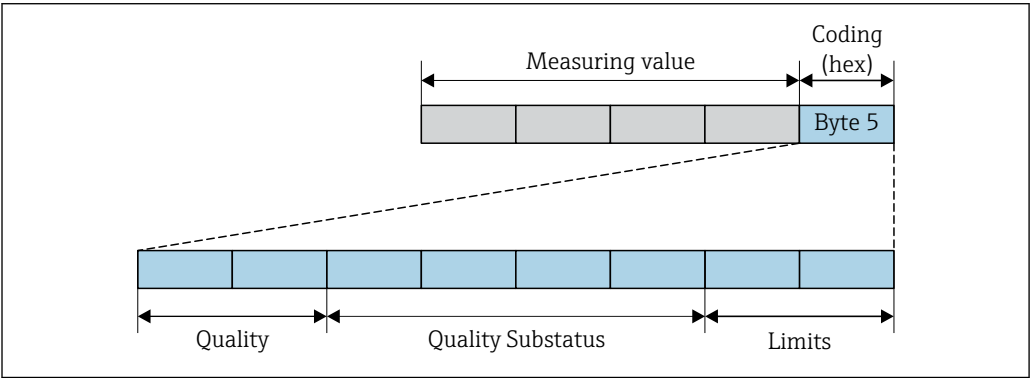 Coding
(hex)
Measuring value
Byte 5
Quality
Quality Substatus
Limits